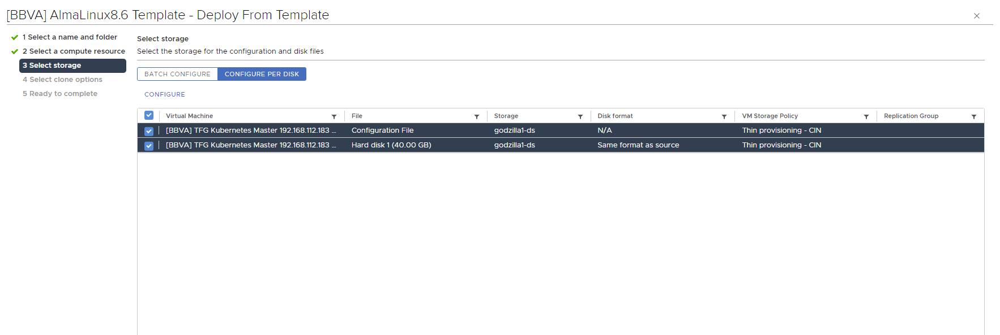 [BBVA] AlmaLinux8.6 Template - Deploy From Template
1 Select a name and folder
2 Select a compute resource
3 Select storage
4 Select clone options
5 Ready to complete
Select storage
Select the storage for the configuration and disk files
BATCH CONFIGURE CONFIGURE PER DISK
CONFIGURE
Virtual Machine File Storage Disk format VM Storage Policy Replication Group
[BBVA] TFG Kubernetes Master 192.168.112.183 ... Configuration File godzilla1-ds N/A Thin provisioning - CIN
[BBVA] TFG Kubernetes Master 192.168.112.183 ... Hard disk 1 (40.00 GB) godzilla1-ds Same format as source Thin provisioning - CIN